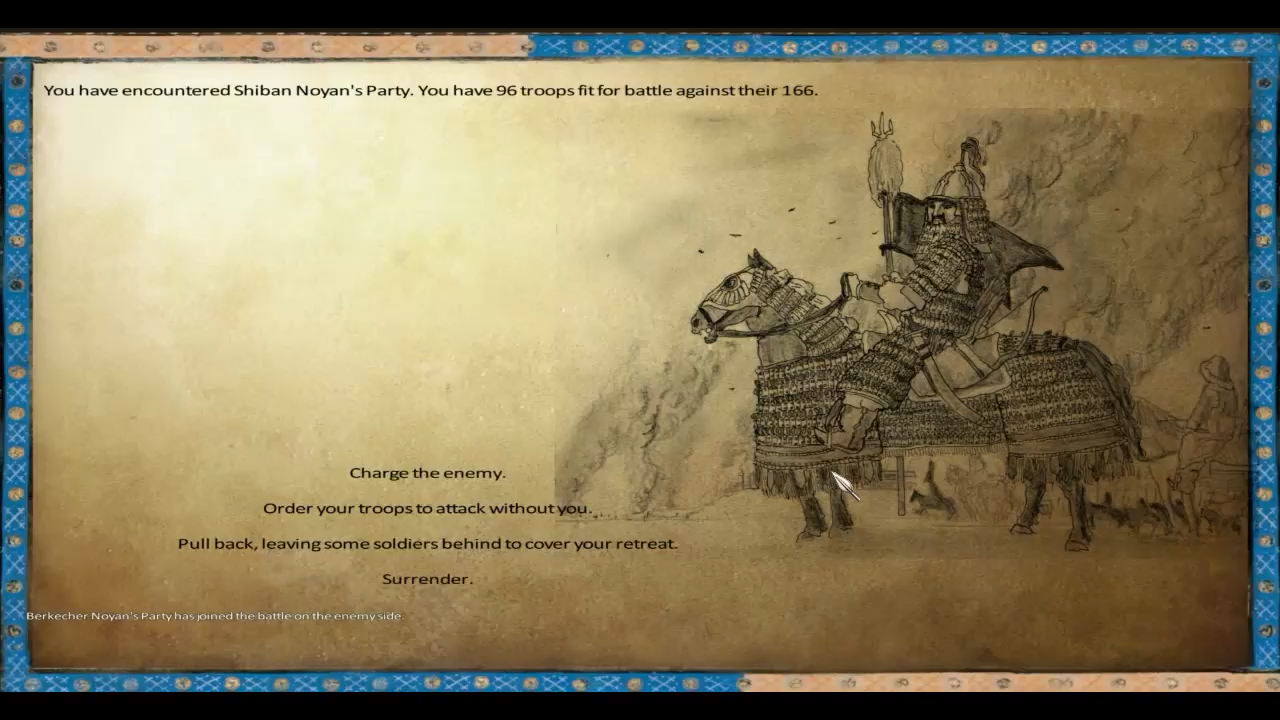 You have encountered Shiban Noyan's Party. You have 96 troops fit for battle against their 166.
Charge the enemy.
Order your troops to attack without you.
Pull back, leaving some soldiers behind to cover your retreat.
Surrender.
Berkecher Noyan's Party has joined the battle on the enemy side.